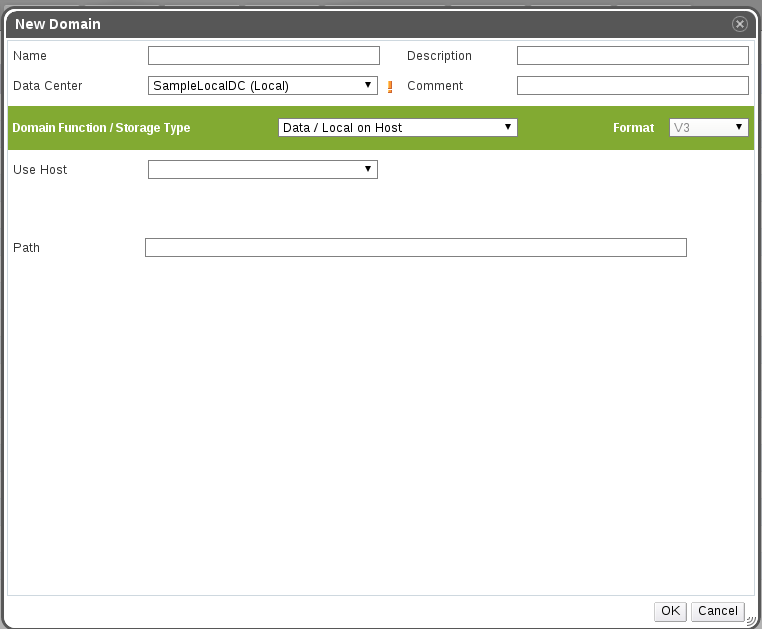 New Domain
Name Description
Data Center SampleLocalDC (Local) Comment
Domain Function / Storage Type Data / Local on Host Format V3
Use Host
Path
OK Cancel